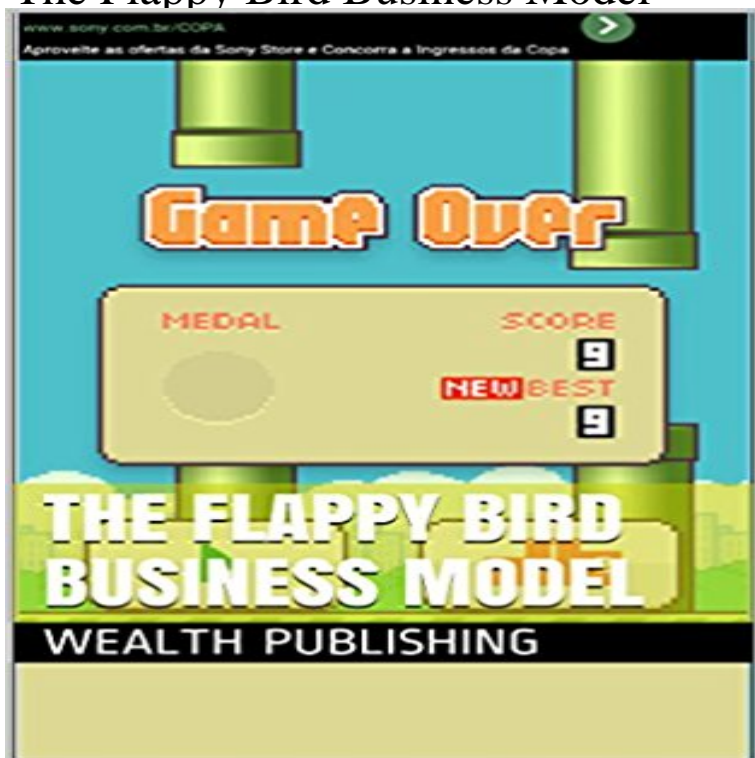 The Flappy Bird Business Model
www.sony.com.br/COPA
Aproveite as ofertas da Sony Store e Concorra a Ingressos da Copa
Game Over
MEDAL SCORE
9
NEW BEST
9
THE FLAPPY BIRD
BUSINESS MODEL
WEALTH PUBLISHING